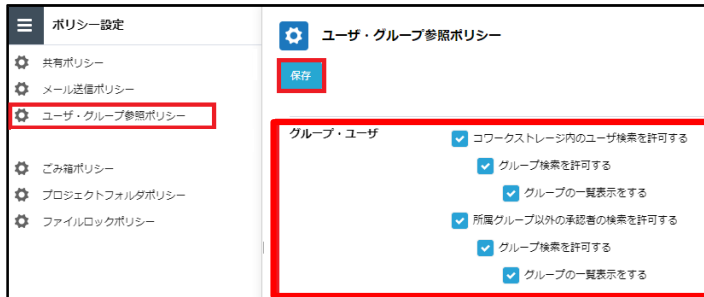 ポリシー設定
共有ポリシー
メール送信ポリシー
ユーザ・グループ参照ポリシー
ごみ箱ポリシー
プロジェクトフォルダポリシー
ファイルロックポリシー
ユーザ・グループ参照ポリシー
保存
グループ・ユーザ
コワークストレージ内のユーザ検索を許可する
グループ検索を許可する
グループの一覧表示をする
所属グループ以外の承認者の検索を許可する
グループ検索を許可する
グループの一覧表示をする